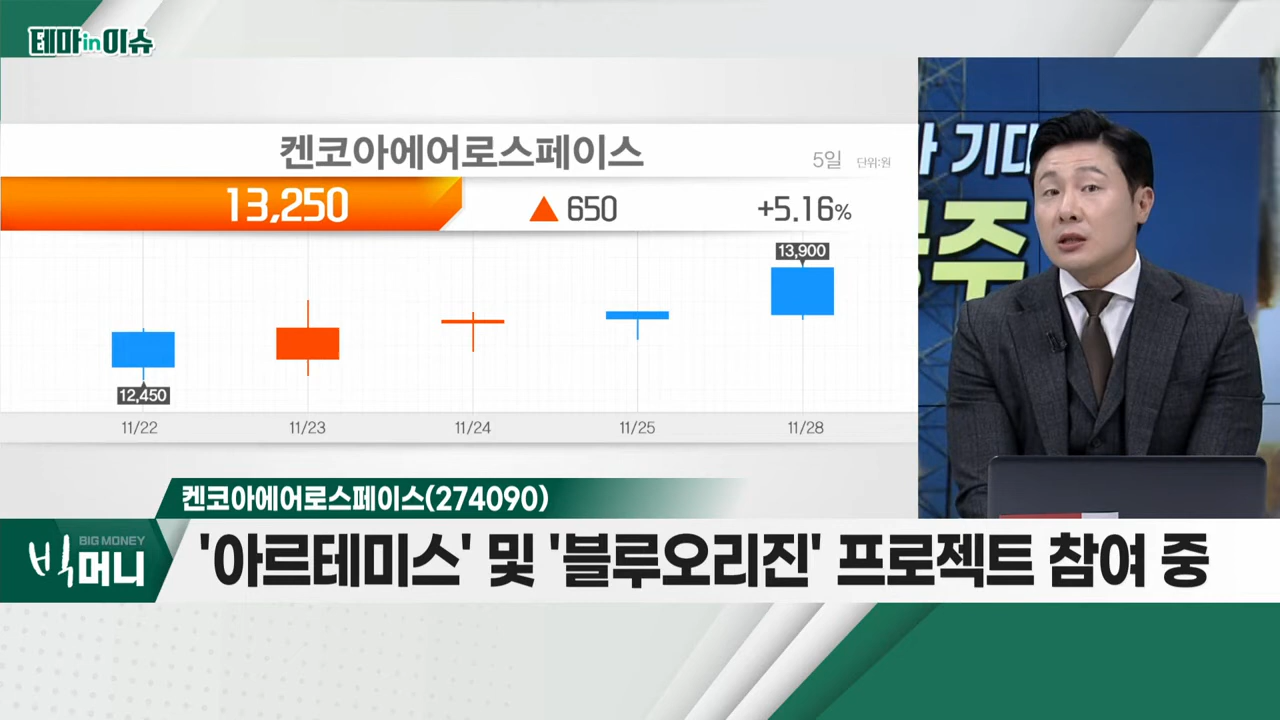 테마in이슈
켄코아에어로스페이스
5일 단위:원
13,250 ▲ 650 +5.16%
13,900
12,450
11/22 11/23 11/24 11/25 11/28
기대
주
켄코아에어로스페이스(274090)
BIG MONEY
빅머니
'아르테미스' 및 '블루오리진' 프로젝트 참여 중